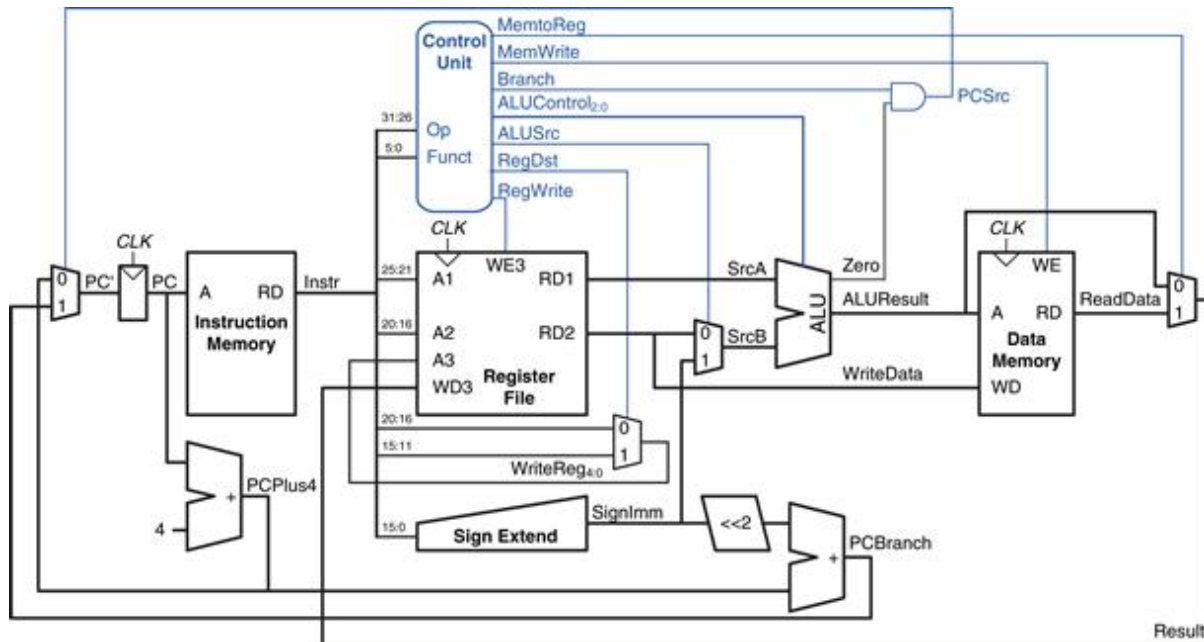 MemtoReg
Control
Unit
MemWrite
Branch
ALUControl2:0
PCSrc
31:26
Op
ALUSrc
5:0
Funct
RegDst
RegWrite
CLK
CLK
CLK
25:21
A1
WE3
RD1
SrcA
Zero
WE
0
1
PC'
PC
A
RD
Instr
Instruction
Memory
20:16
A2
RD2
0
1
SrcB
ALU
ALUResult
A
RD
Data
Memory
ReadData
0
1
A3
WD3
Register
File
WriteData
WD
20:16
0
15:11
1
WriteReg4:0
PCPlus4
+
4
15:0
Sign Extend
SignImm
<<2
+
PCBranch
Result